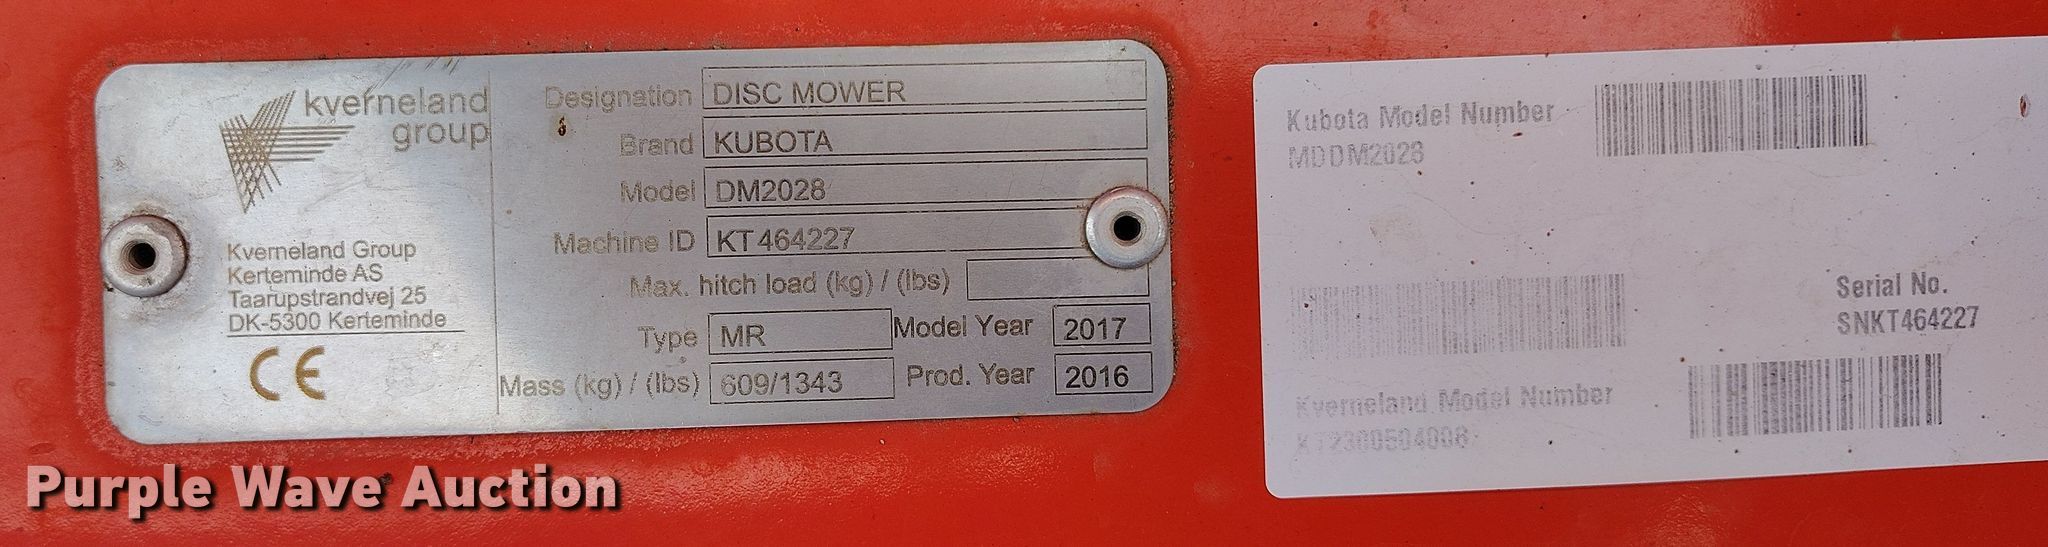 kverneland
group
Kverneland Group
Kerteminde AS
Taarupstrandvej 25
DK-5300 Kerteminde
CE
Designation DISC MOWER
Brand KUBOTA
Model DM2028
Machine ID KT464227
Max. hitch load (kg) / (lbs)
Type MR Model Year 2017
Mass (kg) / (lbs) 609/1343 Prod. Year 2016
Kubota Model Number
MDDM2028
Serial No.
SNKT464227
Kverneland Model Number
Purple Wave Auction